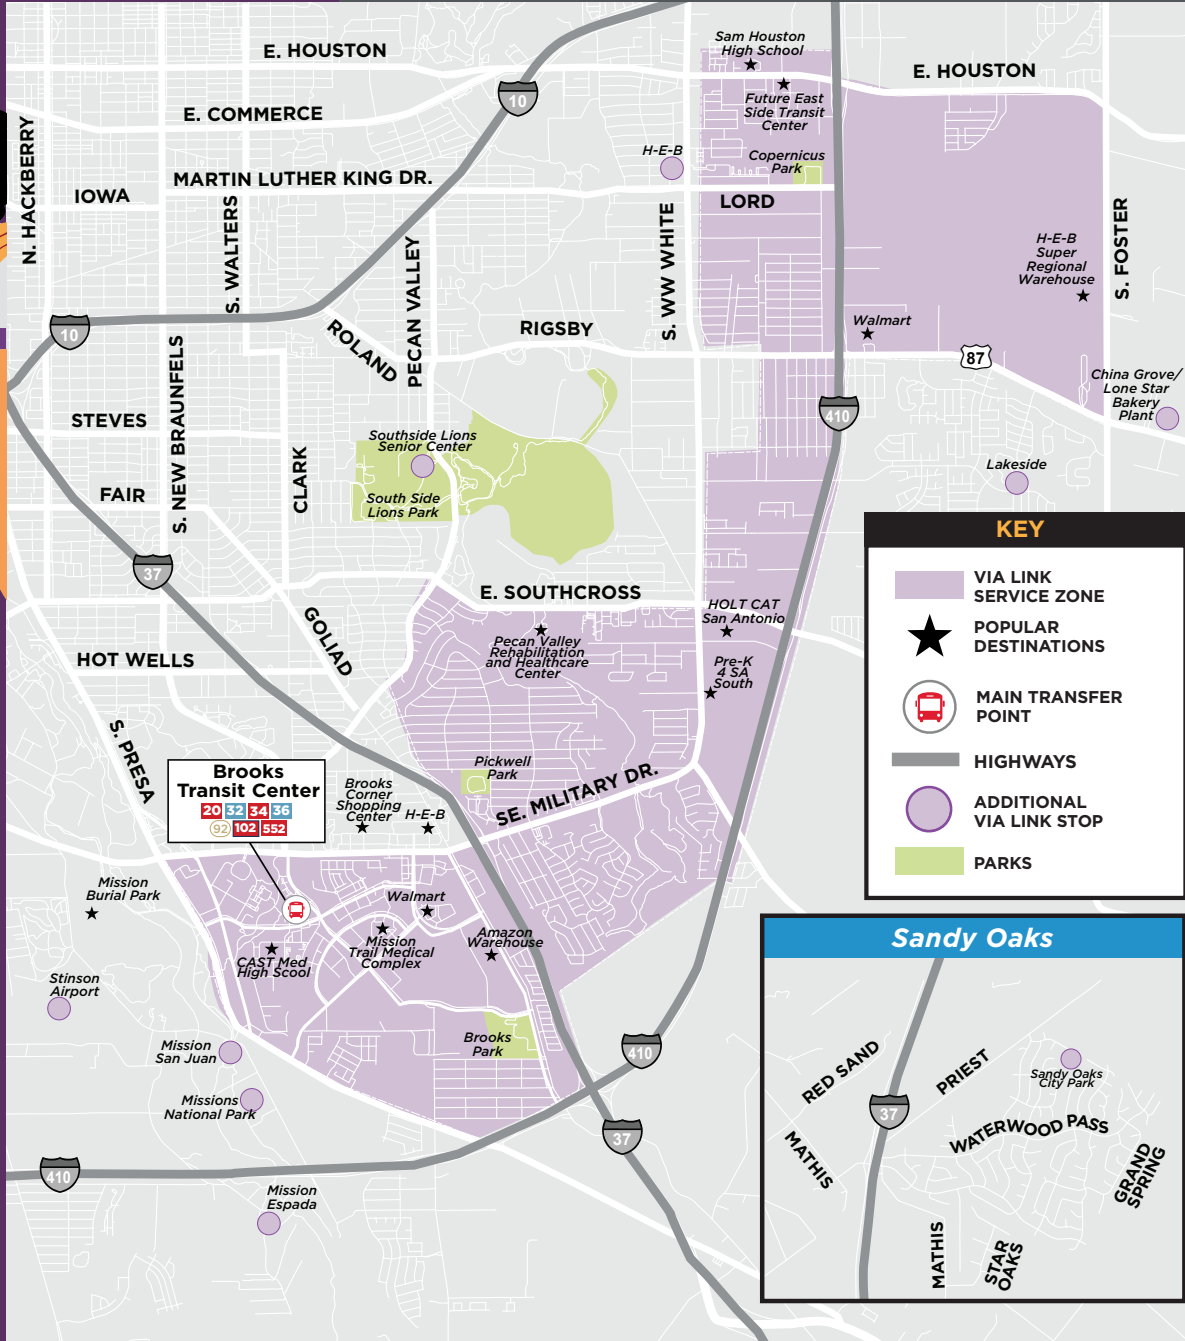 E. HOUSTON
E. COMMERCE
MARTIN LUTHER KING DR.
IOWA
N. HACKBERRY
S. WALTERS
PECAN VALLEY
S. WW WHITE
10
Sam Houston
High School
Future East
Side Transit
Center
H-E-B
Copernicus
Park
LORD
E. HOUSTON
S. FOSTER
H-E-B
Super
Regional
Warehouse
Walmart
87
China Grove/
Lone Star
Bakery
Plant
10
ROLAND
RIGSBY
410
STEVES
S. NEW BRAUNFELS
FAIR
CLARK
Southside Lions
Senior Center
South Side
Lions Park
Lakeside
37
GOLIAD
HOT WELLS
E. SOUTHCROSS
HOLT CAT
San Antonio
Pecan Valley
Rehabilitation
and Healthcare
Center
Pre-K
4 SA
South
S. PRESA
Pickwell
Park
SE. MILITARY DR.
Brooks
Transit Center
20 32 34 36
92 102 552
Brooks
Corner
Shopping
Center
H-E-B
Mission
Burial Park
Walmart
Mission
Trail Medical
Complex
Amazon
Warehouse
CAST Med
High Scool
Stinson
Airport
Mission
San Juan
Missions
National Park
Brooks
Park
410
37
410
Mission
Espada
KEY
VIA LINK
SERVICE ZONE
POPULAR
DESTINATIONS
MAIN TRANSFER
POINT
HIGHWAYS
ADDITIONAL
VIA LINK STOP
PARKS
Sandy Oaks
RED SAND
PRIEST
Sandy Oaks
City Park
37
WATERWOOD PASS
MATHIS
GRAND
SPRING
MATHIS
STAR
OAKS